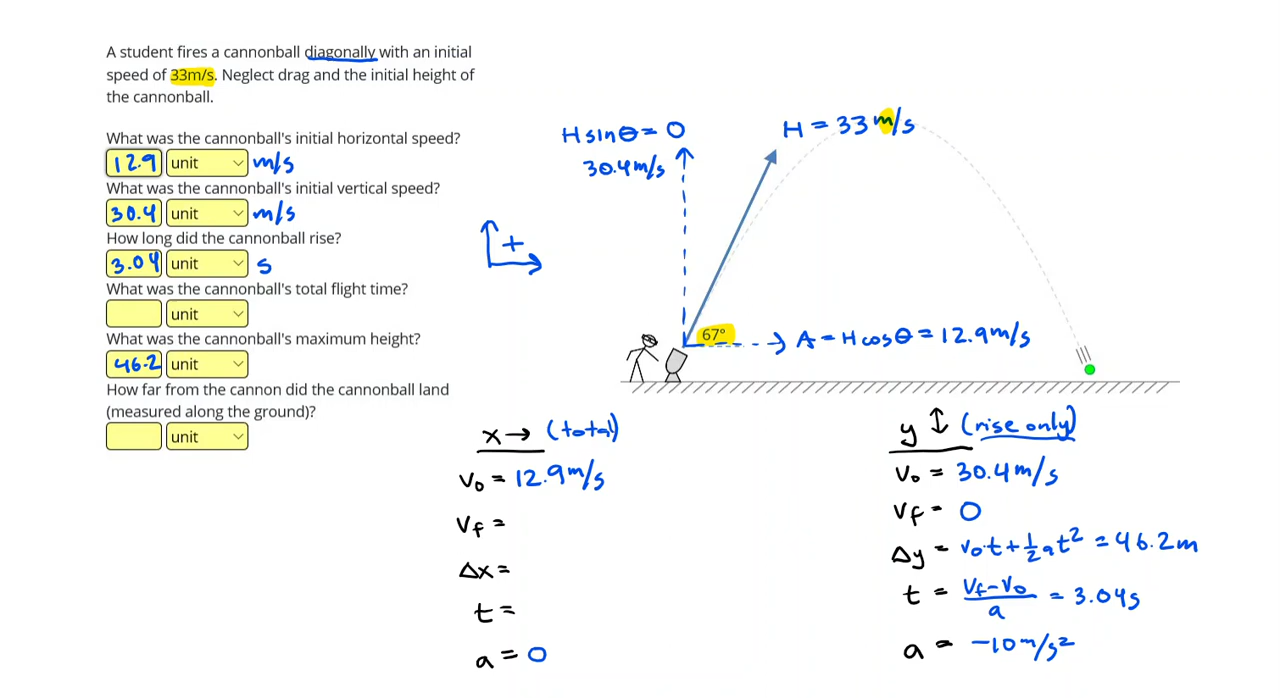 A student fires a cannonball diagonally with an initial
speed of 33m/s. Neglect drag and the initial height of
the cannonball.
What was the cannonball's initial horizontal speed?
12.9 unit m/s
What was the cannonball's initial vertical speed?
30.4 unit m/s
How long did the cannonball rise?
3.04 unit s
What was the cannonball's total flight time?
unit
What was the cannonball's maximum height?
46.2 unit
How far from the cannon did the cannonball land
(measured along the ground)?
unit
H sinθ = O
30.4m/s
H = 33 m/s
+
67°
A = H cosθ = 12.9m/s
x → (total)
v₀ = 12.9m/s
vf =
Δx =
t =
a = 0
y ↕ (rise only)
v₀ = 30.4m/s
vf = 0
Δy = v₀t + ½at² = 46.2m
t = (vf-v₀)/a = 3.04s
a = -10m/s²